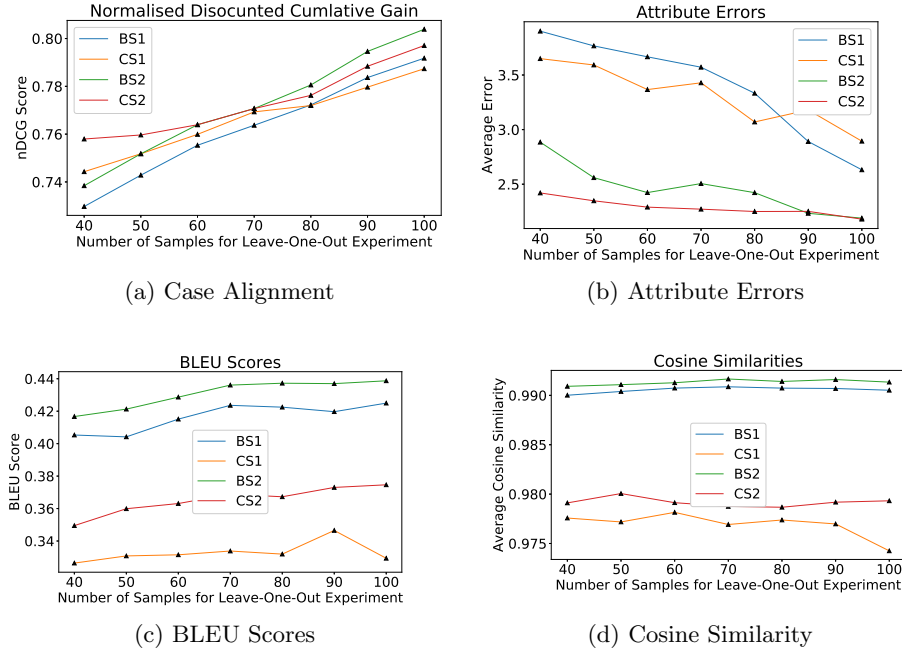 Normalised Disocunted Cumlative Gain
nDCG Score
0.80
0.78
0.76
0.74
BS1
CS1
BS2
CS2
40 50 60 70 80 90 100
Number of Samples for Leave-One-Out Experiment
(a) Case Alignment
Attribute Errors
Average Error
3.5
3.0
2.5
BS1
CS1
BS2
CS2
40 50 60 70 80 90 100
Number of Samples for Leave-One-Out Experiment
(b) Attribute Errors
BLEU Scores
BLEU Score
0.44
0.42
0.40
0.38
0.36
0.34
BS1
CS1
BS2
CS2
40 50 60 70 80 90 100
Number of Samples for Leave-One-Out Experiment
(c) BLEU Scores
Cosine Similarities
Average Cosine Similarity
0.990
0.985
0.980
0.975
BS1
CS1
BS2
CS2
40 50 60 70 80 90 100
Number of Samples for Leave-One-Out Experiment
(d) Cosine Similarity